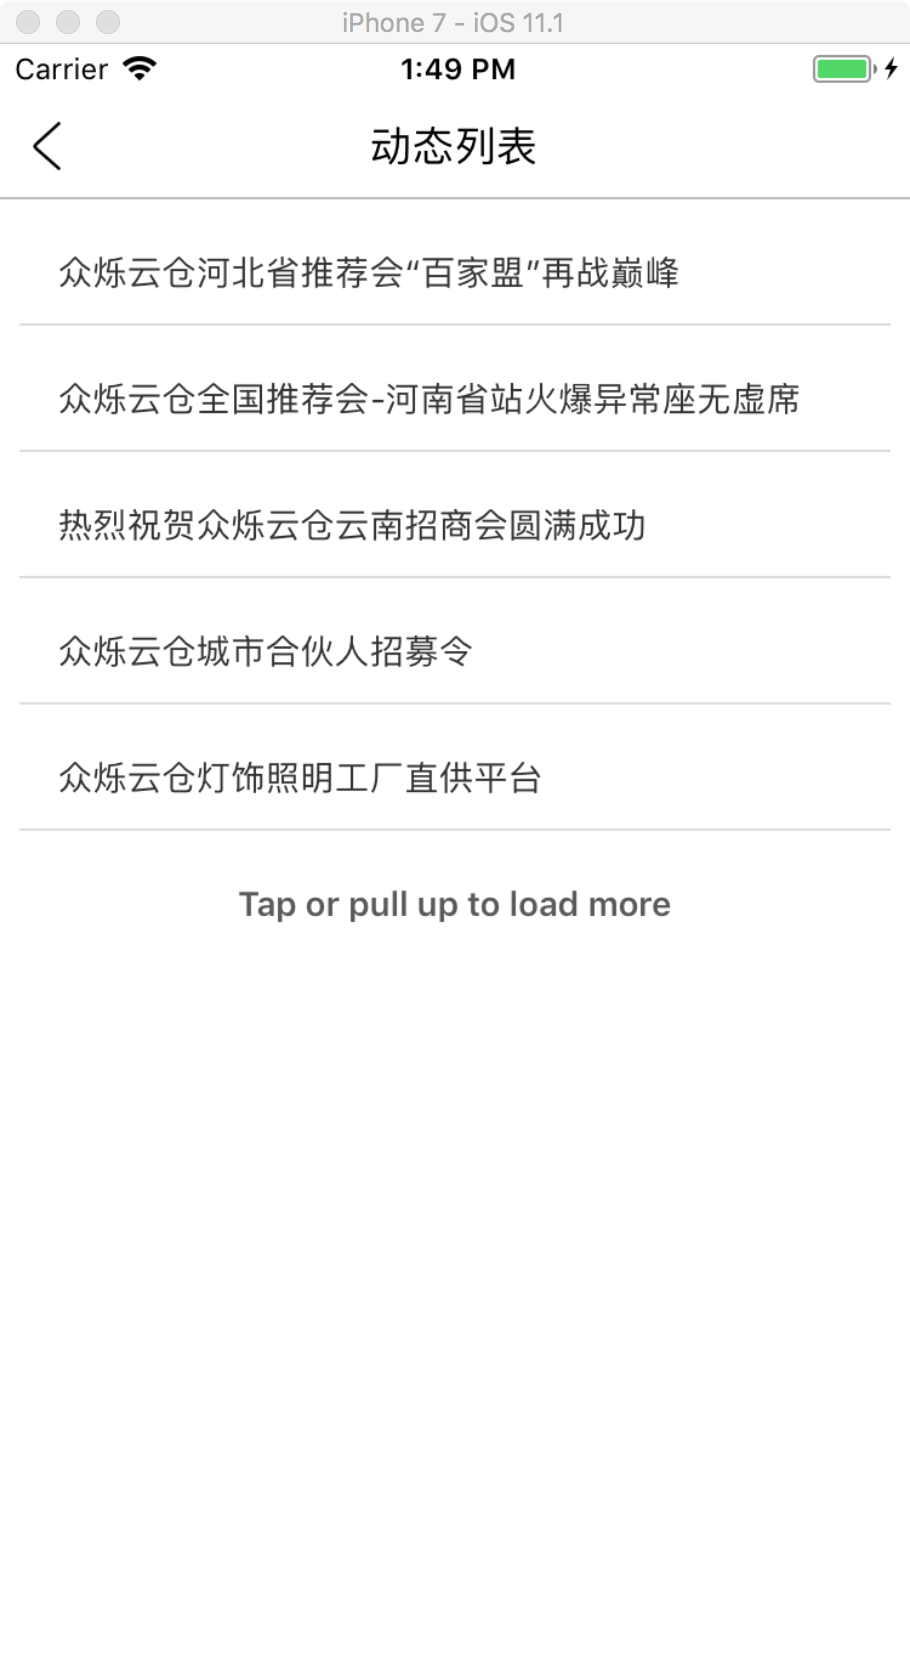 iPhone 7 - iOS 11.1
Carrier 1:49 PM
动态列表
众烁云仓河北省推荐会“百家盟”再战巅峰
众烁云仓全国推荐会-河南省站火爆异常座无虚席
热烈祝贺众烁云仓云南招商会圆满成功
众烁云仓城市合伙人招募令
众烁云仓灯饰照明工厂直供平台
Tap or pull up to load more